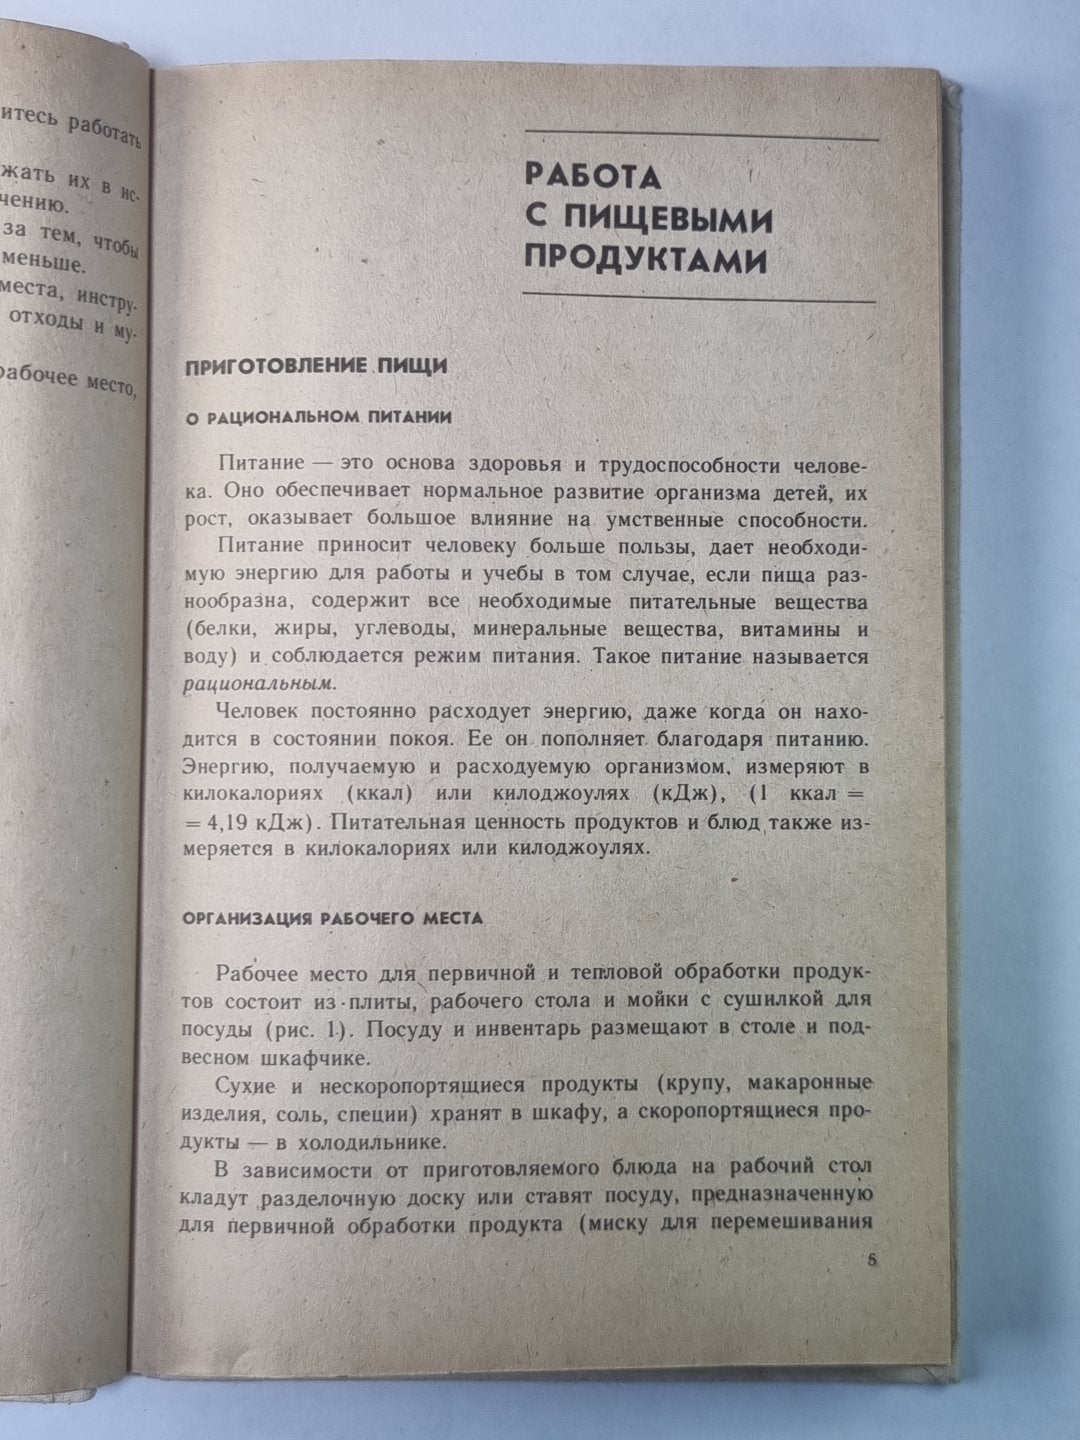 итесь работать
жать их в ис-
чению.
за тем, чтобы
меньше.
места, инстру-
отходы и му-
рабочее место,
РАБОТА
С ПИЩЕВЫМИ
ПРОДУКТАМИ
ПРИГОТОВЛЕНИЕ ПИЩИ
О РАЦИОНАЛЬНОМ ПИТАНИИ
Питание — это основа здоровья и трудоспособности челове-
ка. Оно обеспечивает нормальное развитие организма детей, их
рост, оказывает большое влияние на умственные способности.
Питание приносит человеку больше пользы, дает необходи-
мую энергию для работы и учебы в том случае, если пища раз-
нообразна, содержит все необходимые питательные вещества
(белки, жиры, углеводы, минеральные вещества, витамины и
воду) и соблюдается режим питания. Такое питание называется
рациональным.
Человек постоянно расходует энергию, даже когда он нахо-
дится в состоянии покоя. Ее он пополняет благодаря питанию.
Энергию, получаемую и расходуемую организмом, измеряют в
килокалориях (ккал) или килоджоулях (кДж), (1 ккал =
= 4,19 кДж). Питательная ценность продуктов и блюд также из-
меряется в килокалориях или килоджоулях.
ОРГАНИЗАЦИЯ РАБОЧЕГО МЕСТА
Рабочее место для первичной и тепловой обработки продук-
тов состоит из плиты, рабочего стола и мойки с сушилкой для
посуды (рис. 1). Посуду и инвентарь размещают в столе и под-
весном шкафчике.
Сухие и нескоропортящиеся продукты (крупу, макаронные
изделия, соль, специи) хранят в шкафу, а скоропортящиеся про-
дукты — в холодильнике.
В зависимости от приготовляемого блюда на рабочий стол
кладут разделочную доску или ставят посуду, предназначенную
для первичной обработки продукта (миску для перемешивания
5